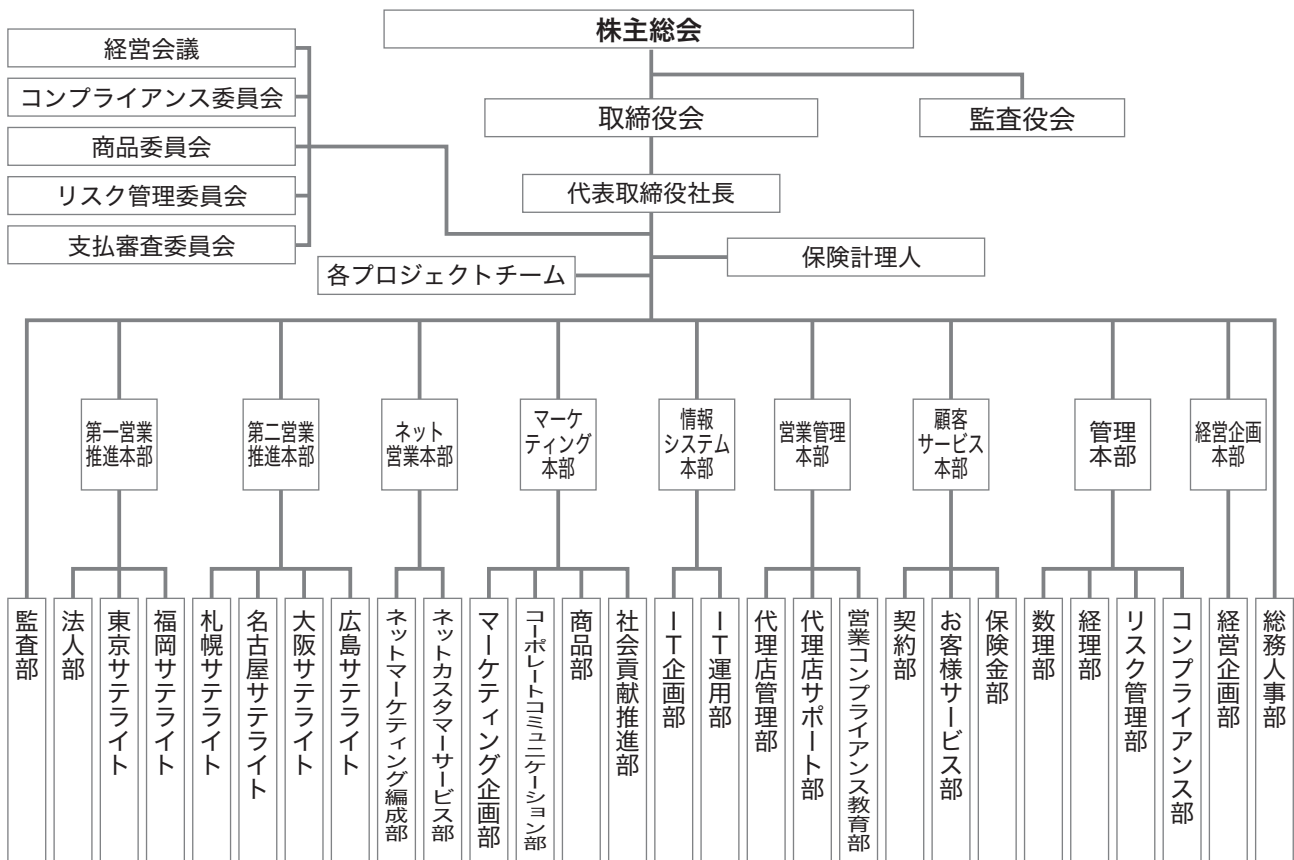 株主総会
経営会議
コンプライアンス委員会
商品委員会
リスク管理委員会
支払審査委員会
取締役会
監査役会
代表取締役社長
保険計理人
各プロジェクトチーム
第一営業
推進本部
第二営業
推進本部
ネット
営業本部
マーケ
ティング
本部
情報
システム
本部
営業管理
本部
顧客
サービス
本部
管理
本部
経営企画
本部
監査部
法人部
東京サテライト
福岡サテライト
札幌サテライト
名古屋サテライト
大阪サテライト
広島サテライト
ネットマーケティング編成部
ネットカスタマーサービス部
マーケティング企画部
コーポレートコミュニケーション部
商品部
社会貢献推進部
IT企画部
IT運用部
代理店管理部
代理店サポート部
営業コンプライアンス教育部
契約部
お客様サービス部
保険金部
数理部
経理部
リスク管理部
コンプライアンス部
経営企画部
総務人事部